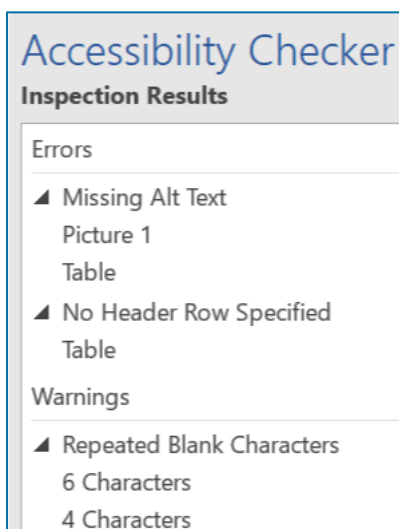 Accessibility Checker
Inspection Results
Errors
Missing Alt Text
Picture 1
Table
No Header Row Specified
Table
Warnings
Repeated Blank Characters
6 Characters
4 Characters